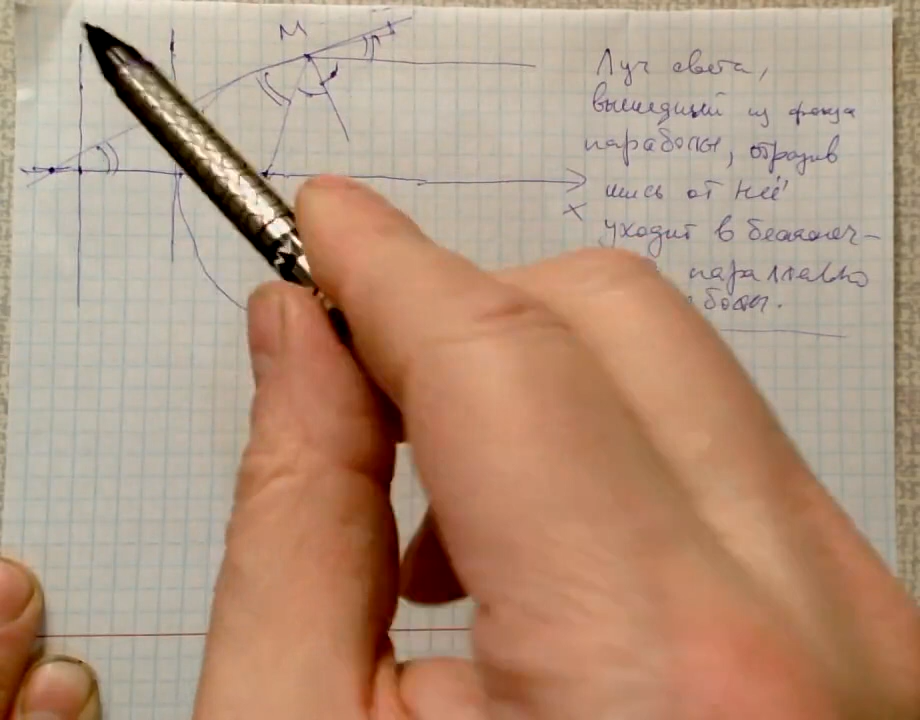 M
Луч света,
вышедший из фокуса
параболы, отразив
шись от неё
x
уходит в бесконеч-
параллельно